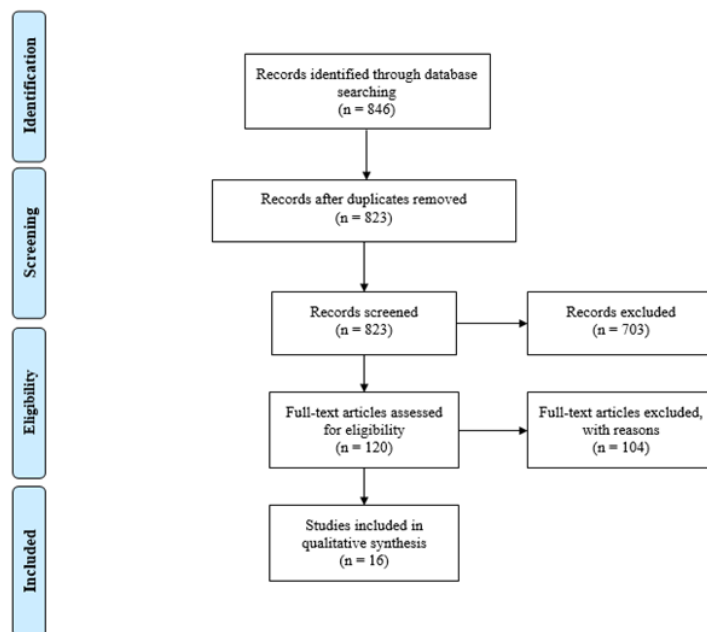 Identification
Records identified through database
searching
(n = 846)
Screening
Records after duplicates removed
(n = 823)
Records screened
(n = 823)
Records excluded
(n = 703)
Eligibility
Full-text articles assessed
for eligibility
(n = 120)
Full-text articles excluded,
with reasons
(n = 104)
Included
Studies included in
qualitative synthesis
(n = 16)